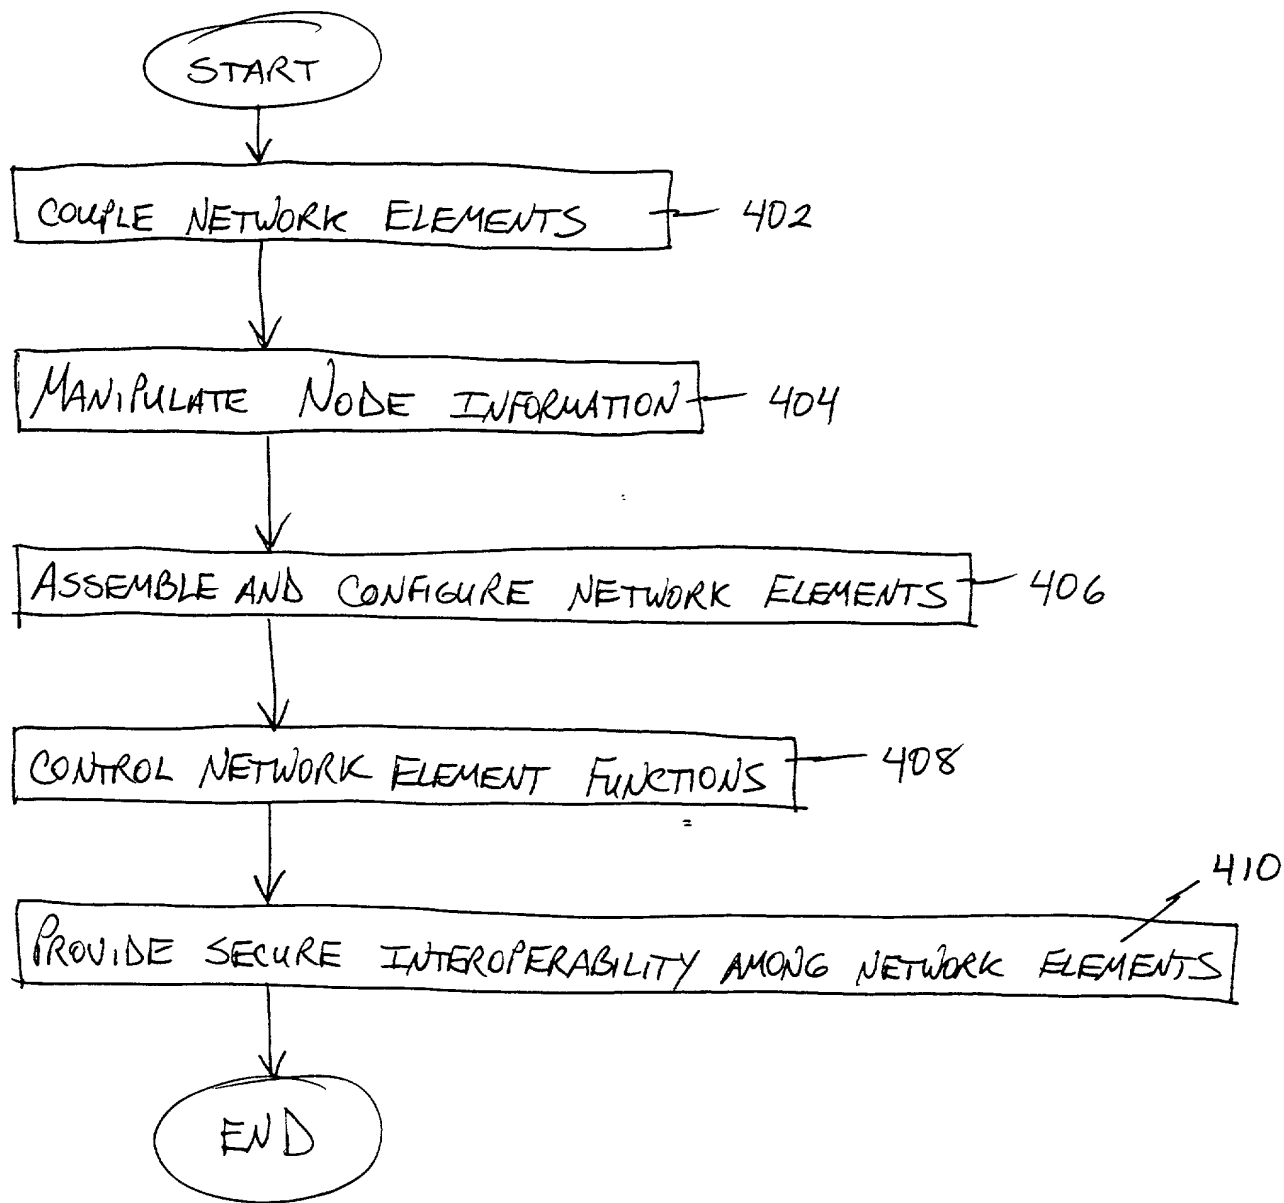 START
COUPLE NETWORK ELEMENTS 402
MANIPULATE NODE INFORMATION 404
ASSEMBLE AND CONFIGURE NETWORK ELEMENTS 406
CONTROL NETWORK ELEMENT FUNCTIONS 408
410
PROVIDE SECURE INTEROPERABILITY AMONG NETWORK ELEMENTS
END